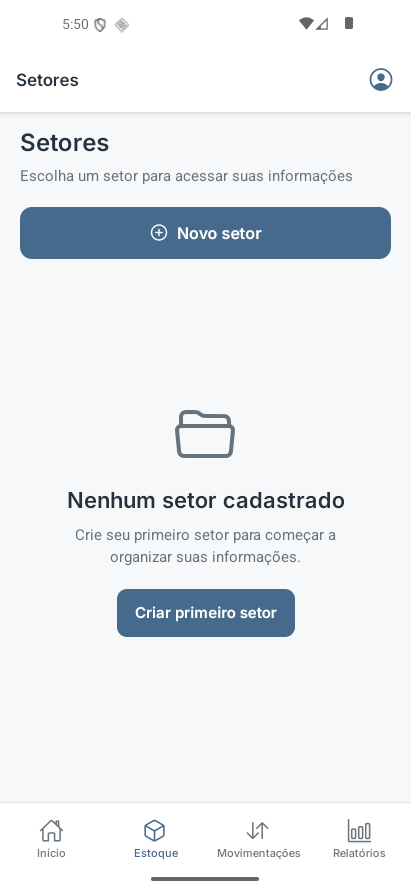 5:50
Setores
Setores
Escolha um setor para acessar suas informações
Novo setor
Nenhum setor cadastrado
Crie seu primeiro setor para começar a
organizar suas informações.
Criar primeiro setor
Início
Estoque
Movimentações
Relatórios